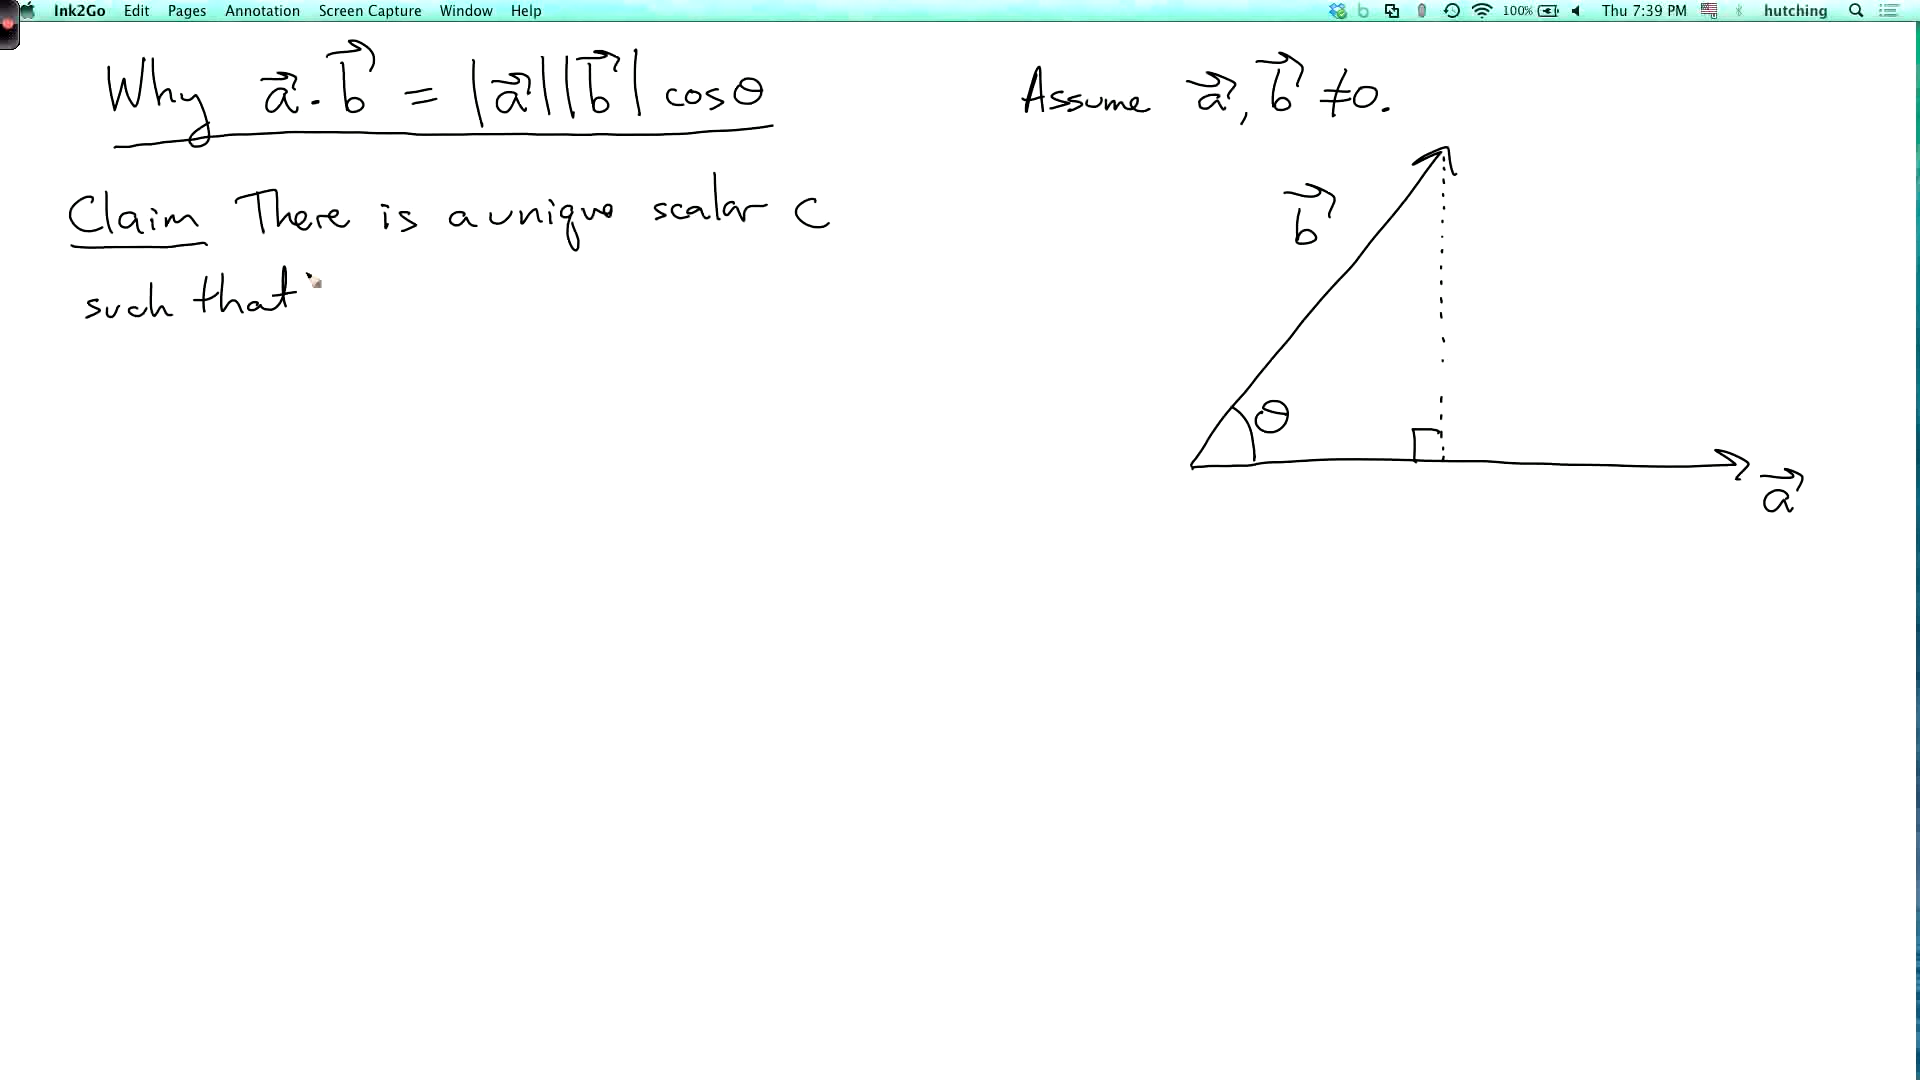 Ink2Go Edit Pages Annotation Screen Capture Window Help 100% Thu 7:39 PM hutching
Why a⃗ · b⃗ = |a⃗||b⃗| cos θ
Assume a⃗, b⃗ ≠ 0.
Claim There is a unique scalar c
such that
b⃗
θ
a⃗